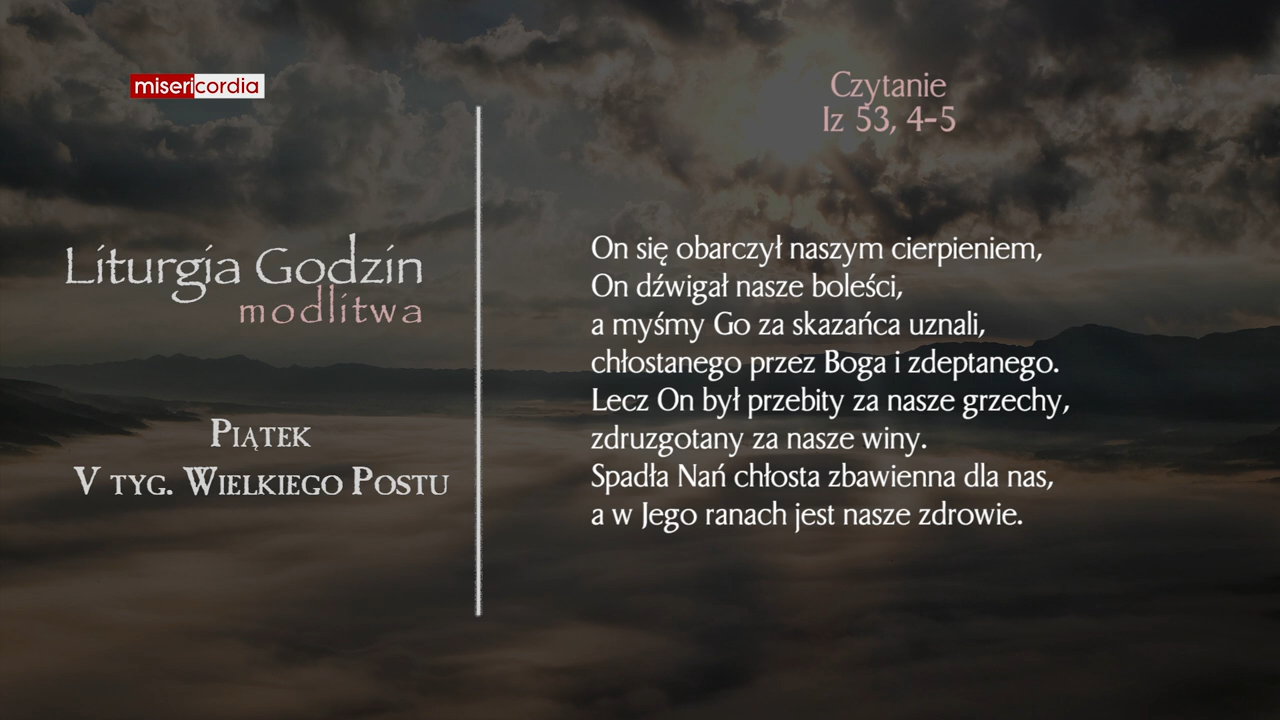 misericordia
Liturgia Godzin
modlitwa
Piątek
V tyg. Wielkiego Postu
Czytanie
Iz 53, 4-5
On się obarczył naszym cierpieniem,
On dźwigał nasze boleści,
a myśmy Go za skazańca uznali,
chłostanego przez Boga i zdeptanego.
Lecz On był przebity za nasze grzechy,
zdruzgotany za nasze winy.
Spadła Nań chłosta zbawienna dla nas,
a w Jego ranach jest nasze zdrowie.